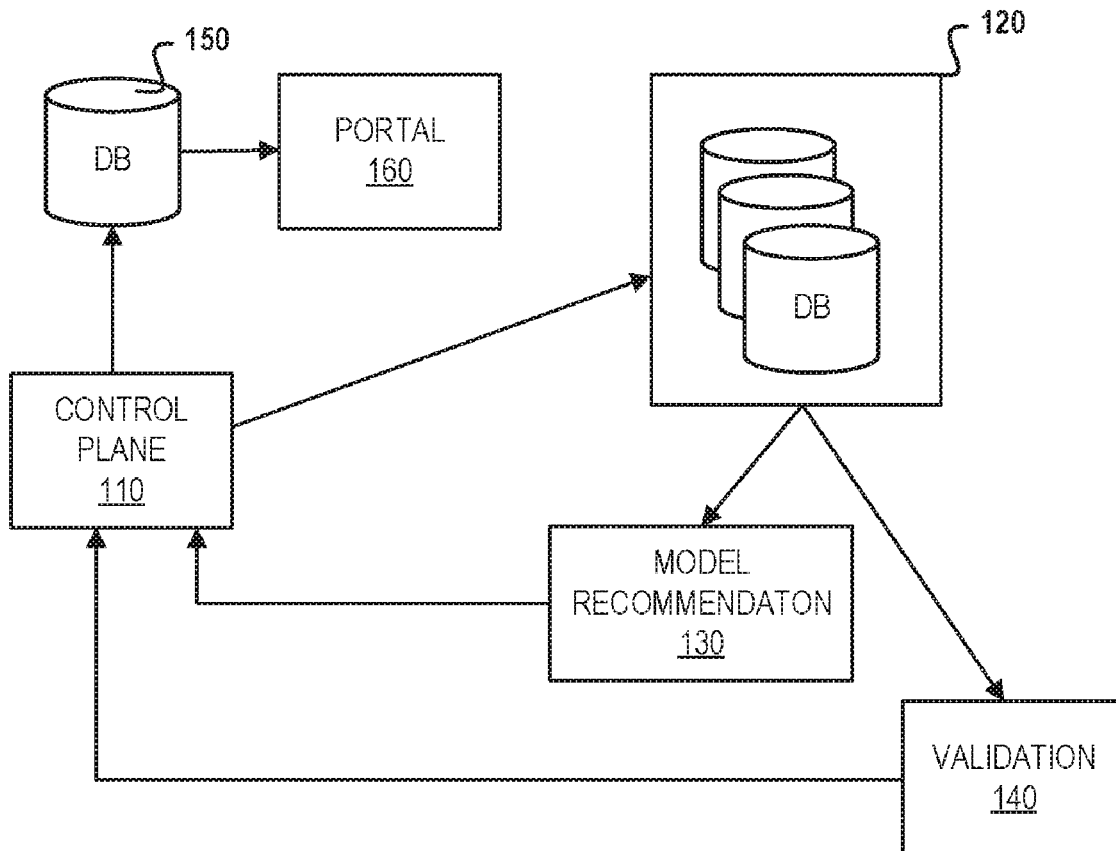 150
120
DB
PORTAL
160
DB
CONTROL
PLANE
110
MODEL
RECOMMENDATON
130
VALIDATION
140